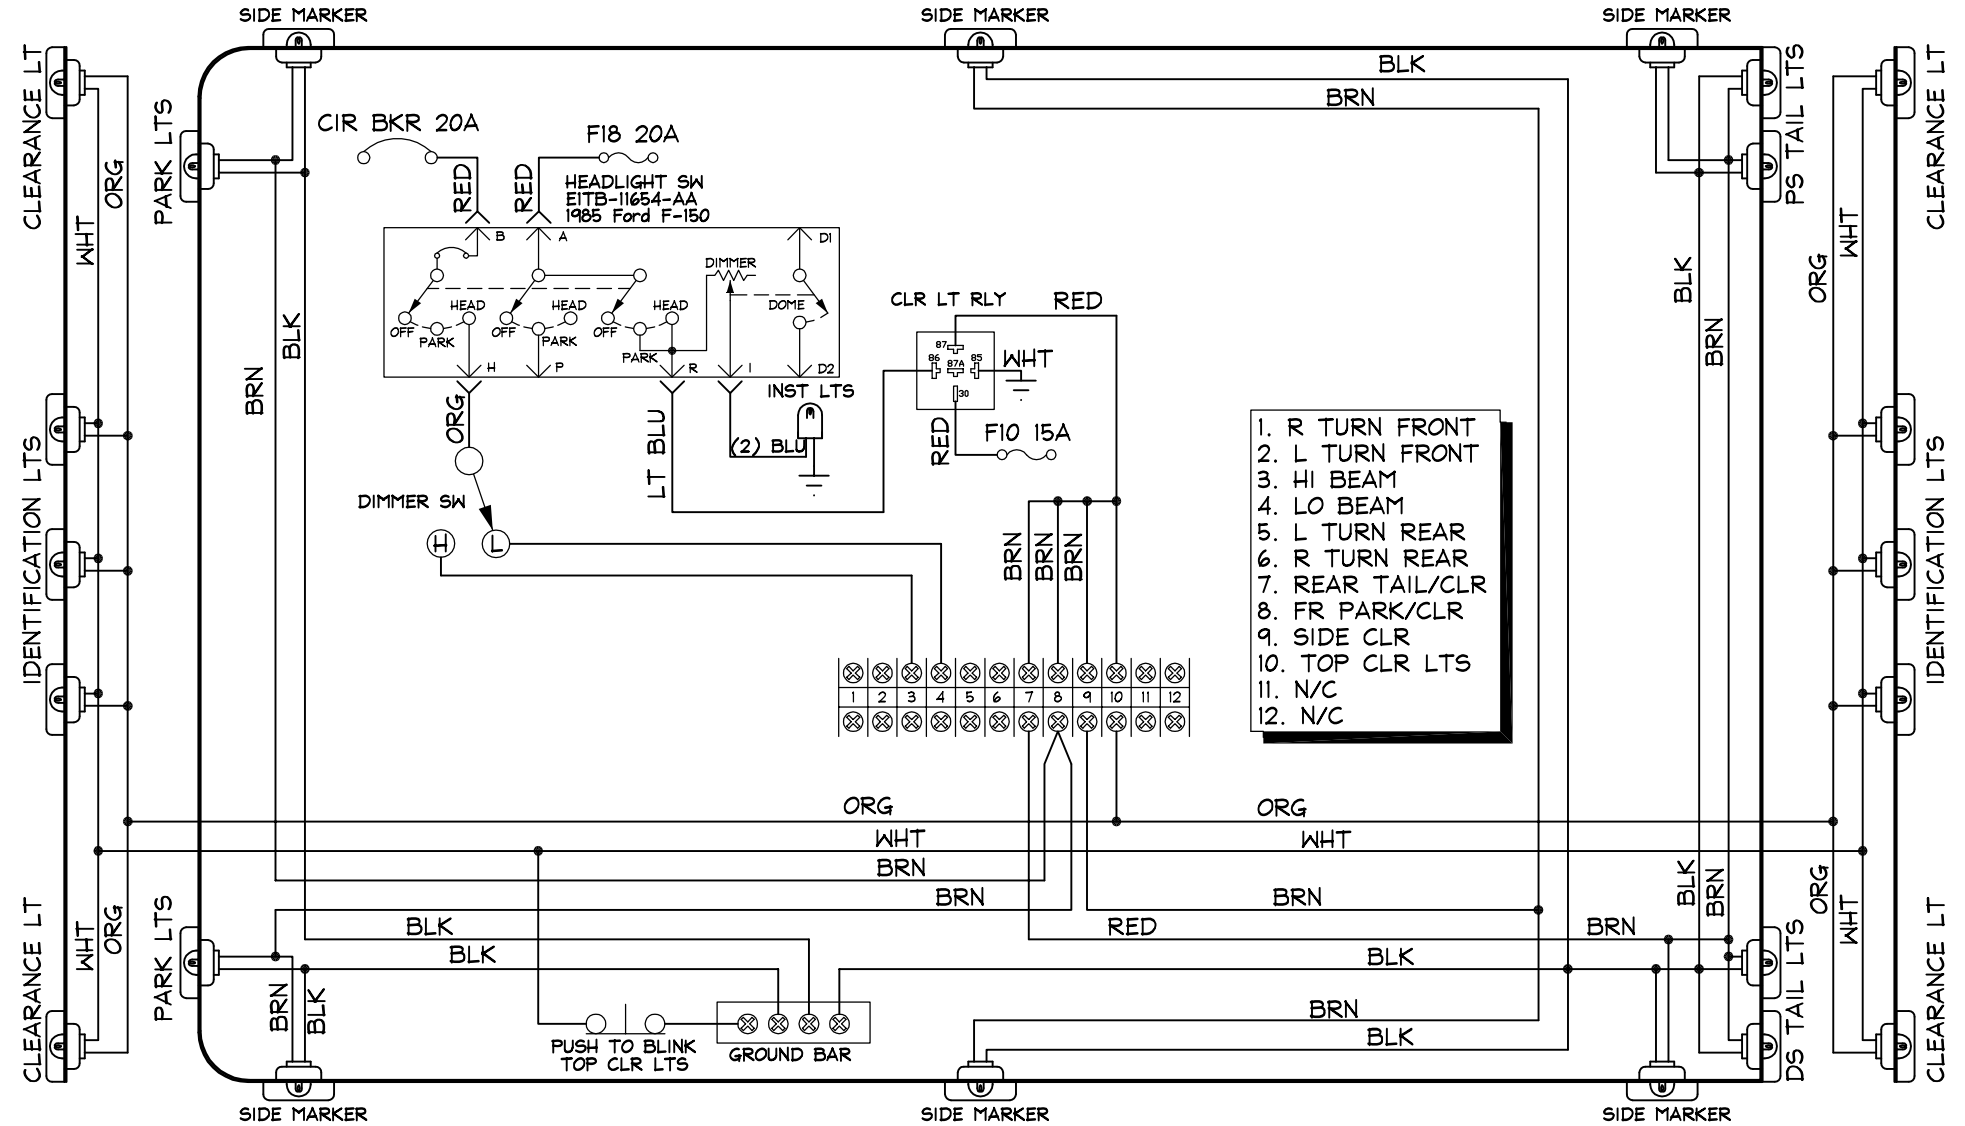 SIDE MARKER
SIDE MARKER
SIDE MARKER
CLEARANCE LT
WHT
ORG
PARK LTS
BRN
BLK
CIR BKR 20A
RED
RED
F18 20A
HEADLIGHT SW
E1TB-11654-AA
1985 Ford F-150
B
A
D1
DIMMER
DOME
OFF
HEAD
PARK
OFF
HEAD
PARK
OFF
HEAD
PARK
H
P
R
I
D2
INST LTS
ORG
LT BLU
(2) BLU
DIMMER SW
H
L
CLR LT RLY
RED
87
86
87A
85
30
WHT
RED
F10 15A
BRN
BRN
BRN
BLK
BRN
PS TAIL LTS
BLK
BRN
ORG
WHT
CLEARANCE LT
IDENTIFICATION LTS
IDENTIFICATION LTS
1. R TURN FRONT
2. L TURN FRONT
3. HI BEAM
4. LO BEAM
5. L TURN REAR
6. R TURN REAR
7. REAR TAIL/CLR
8. FR PARK/CLR
9. SIDE CLR
10. TOP CLR LTS
11. N/C
12. N/C
1 2 3 4 5 6 7 8 9 10 11 12
ORG
ORG
WHT
WHT
BRN
BRN
BRN
BLK
RED
BRN
BLK
BLK
BRN
BLK
CLEARANCE LT
WHT
ORG
PARK LTS
BRN
BLK
PUSH TO BLINK
TOP CLR LTS
GROUND BAR
BLK
BRN
DS TAIL LTS
ORG
WHT
CLEARANCE LT
SIDE MARKER
SIDE MARKER
SIDE MARKER